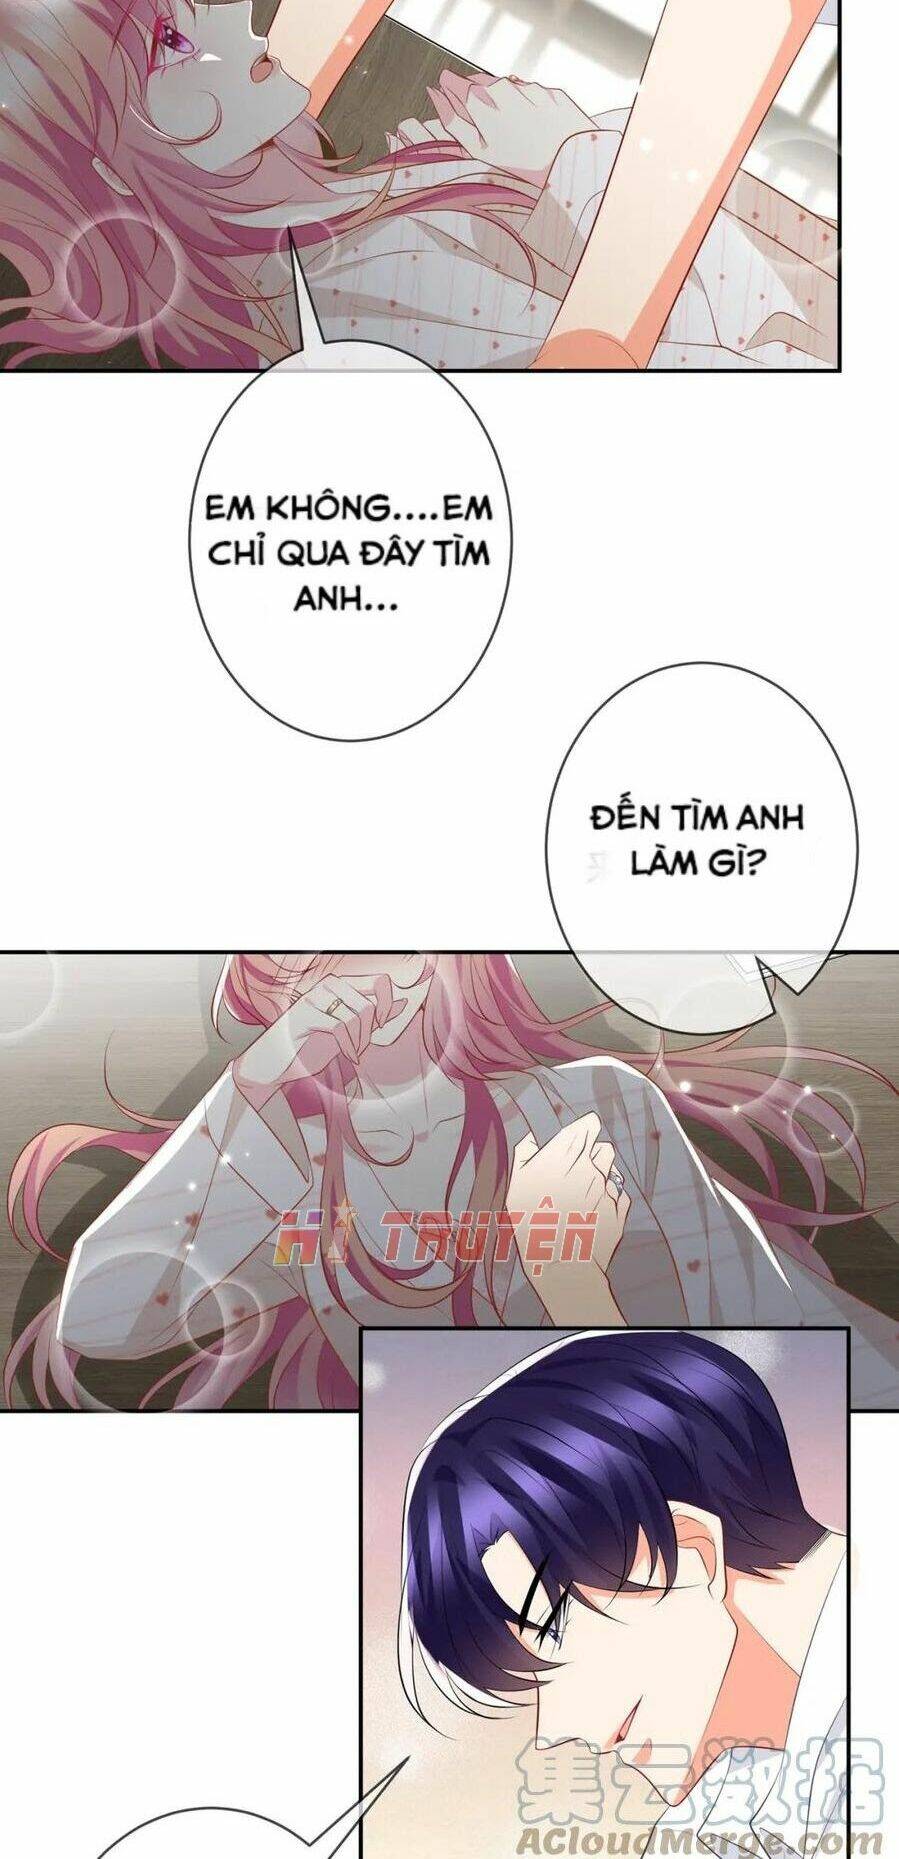 EM KHÔNG....EM
CHỈ QUA ĐÂY TÌM
ANH...
ĐẾN TÌM ANH
LÀM GÌ?
HI TRUYỆN
集云数据
ACloudMerge.com